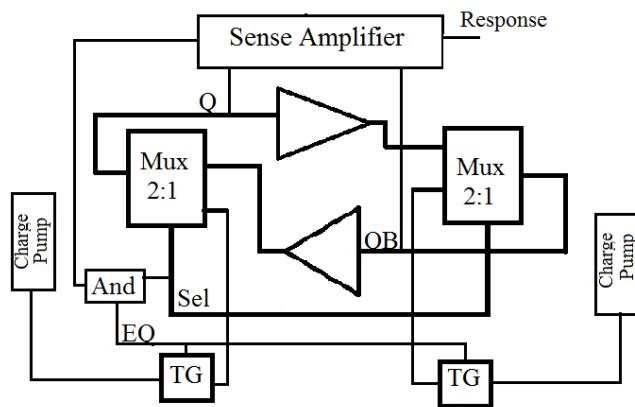 Response
Sense Amplifier
Q
Mux
2:1
Mux
2:1
Charge
Pump
QB
Charge
Pump
And
Sel
EQ
TG
TG